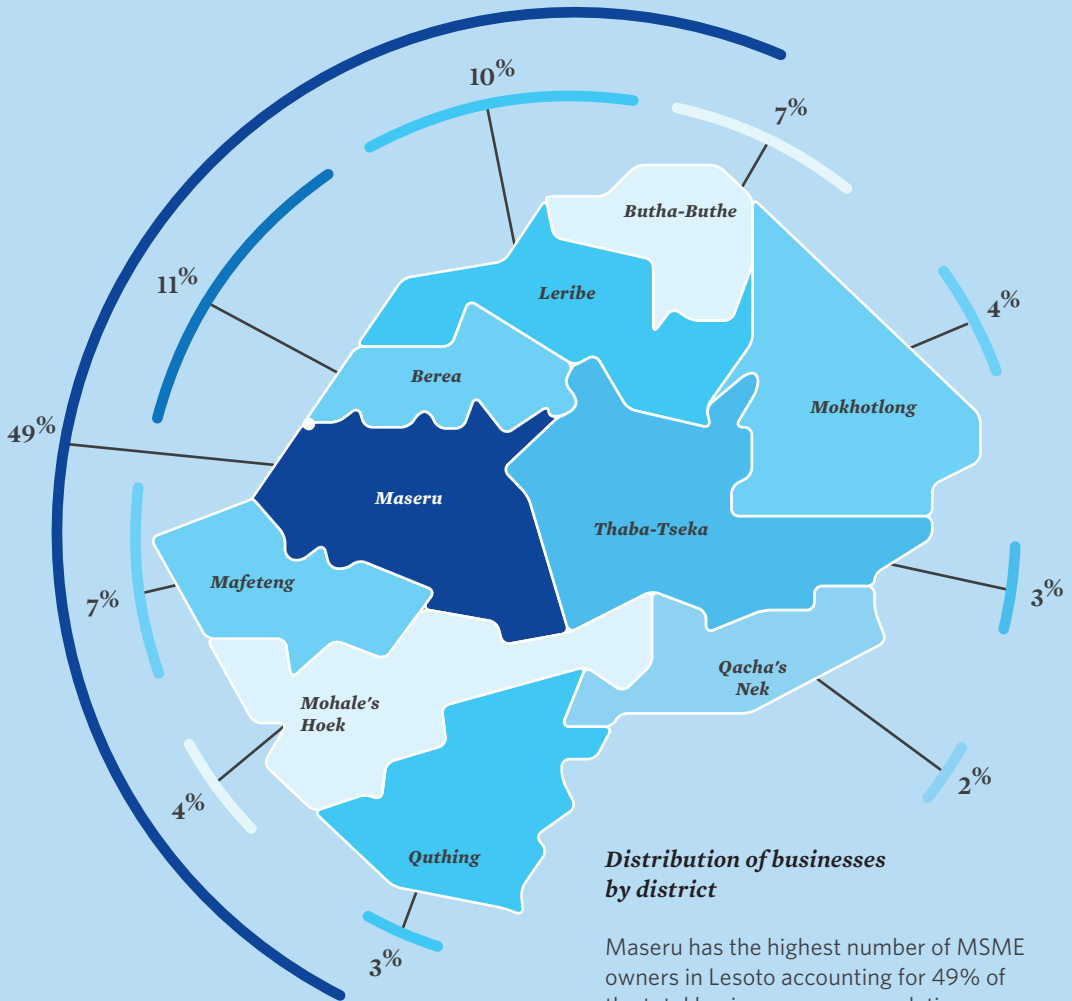 10%
7%
Butha-Buthe
11%
Leribe
4%
Berea
Mokhotlong
49%
Maseru
Thaba-Tseka
Mafeteng
7%
3%
Qacha's
Nek
Mohale's
Hoek
4%
2%
Quthing
3%
Distribution of businesses
by district
Maseru has the highest number of MSME
owners in Lesoto accounting for 49% of